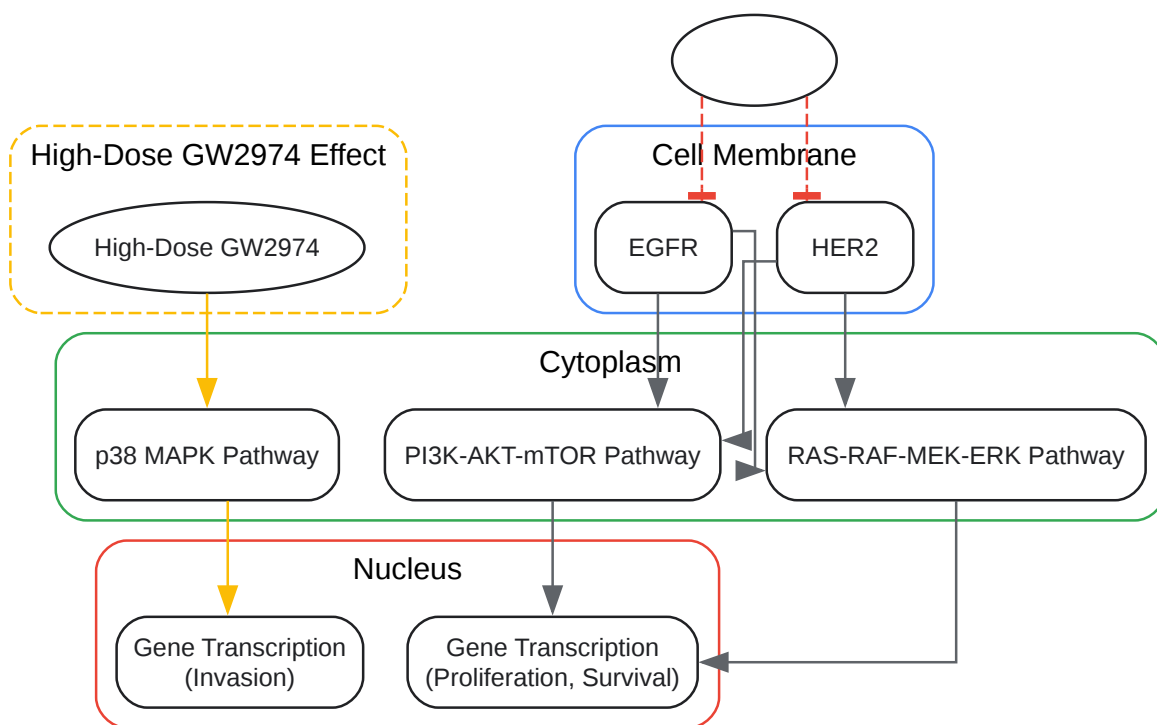 High-Dose GW2974 Effect
Cell Membrane
High-Dose GW2974
EGFR
HER2
Cytoplasm
p38 MAPK Pathway
PI3K-AKT-mTOR Pathway
RAS-RAF-MEK-ERK Pathway
Nucleus
Gene Transcription
(Invasion)
Gene Transcription
(Proliferation, Survival)